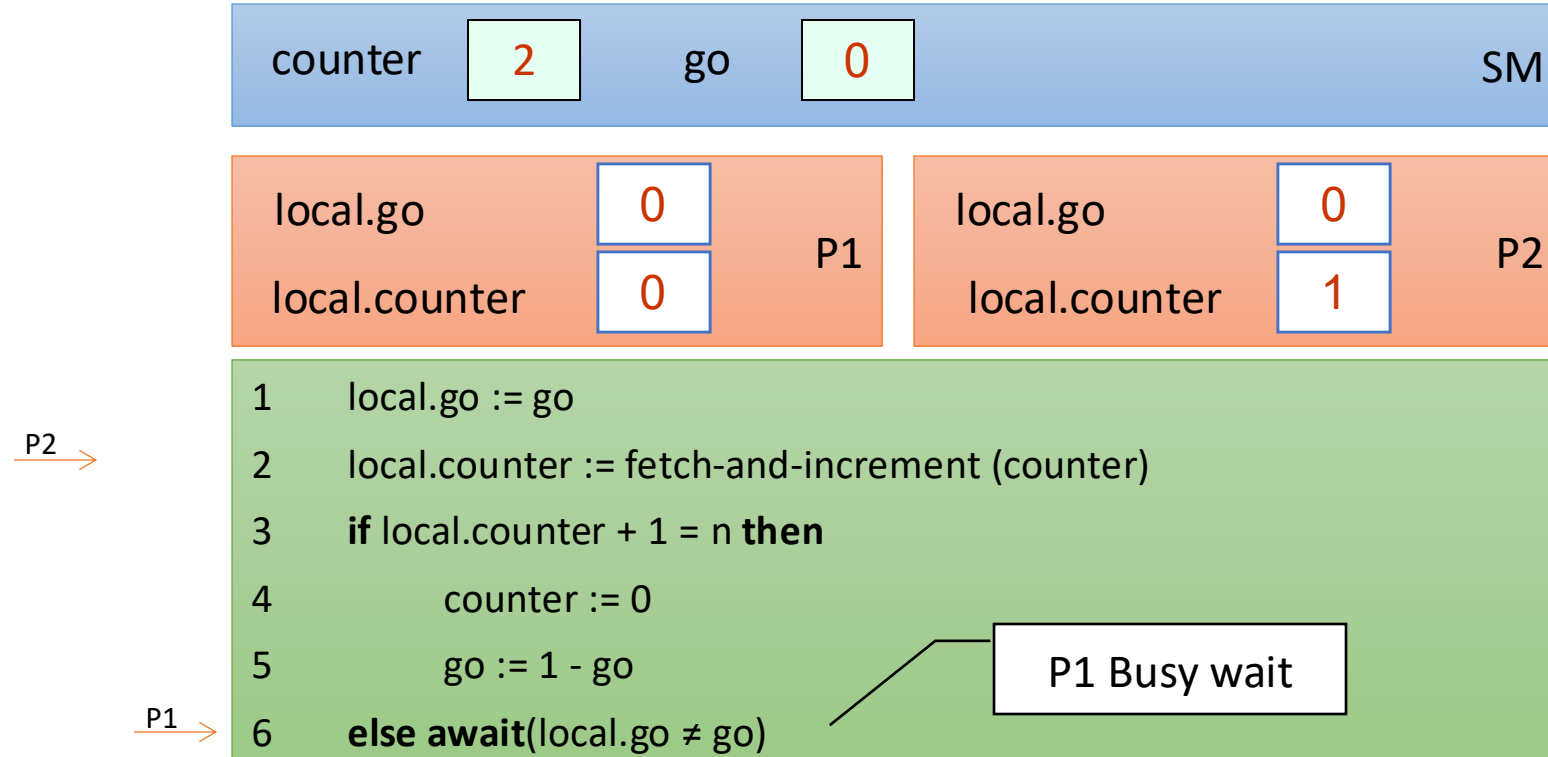 counter 2 go 0 SM
local.go 0 local.go 0
P1 P2
local.counter 0 local.counter 1
1 local.go := go
P2
2 local.counter := fetch-and-increment (counter)
3 if local.counter + 1 = n then
4 counter := 0
5 go := 1 - go
P1 Busy wait
P1
6 else await(local.go ≠ go)